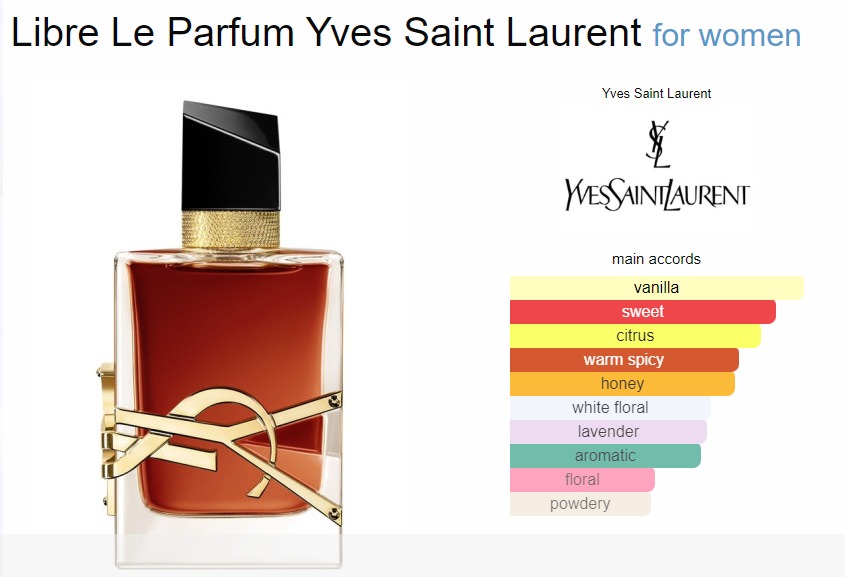 Libre Le Parfum Yves Saint Laurent for women
Yves Saint Laurent
YSL
YVESSAINTLAURENT
main accords
vanilla
sweet
citrus
warm spicy
honey
white floral
lavender
aromatic
floral
powdery